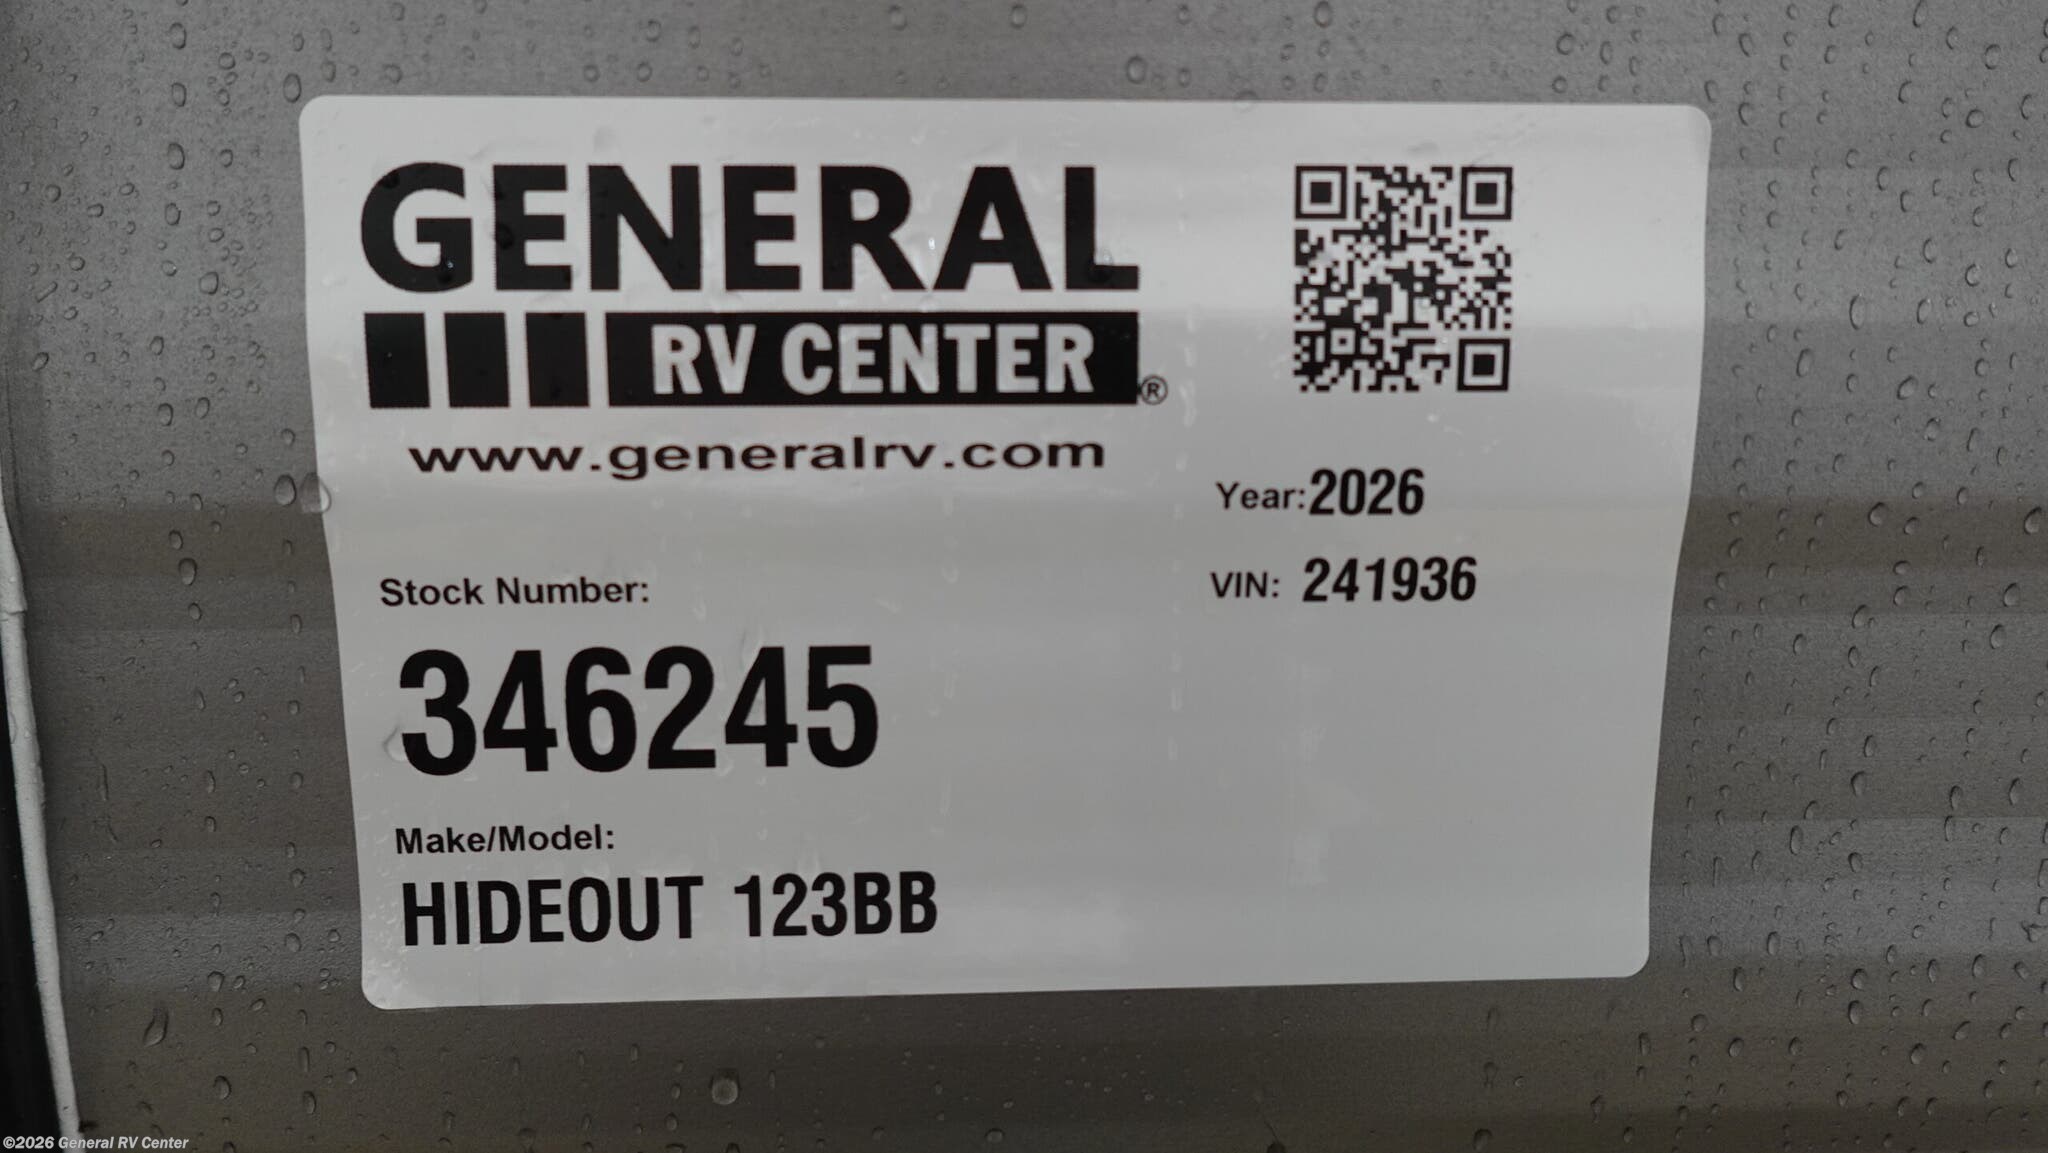 GENERAL
RV CENTER®
www.generalrv.com
Year: 2026
VIN: 241936
Stock Number:
346245
Make/Model:
HIDEOUT 123BB
©2026 General RV Center